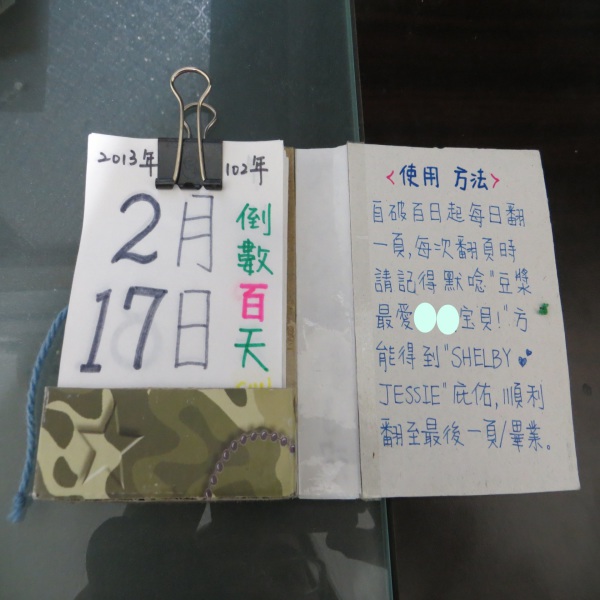 2013年 102年
2月
17日
倒數百天
<使用 方法>
自破百日起每日翻
一頁,每次翻頁時
請記得默唸"豆漿
最愛 宝貝!"方
能得到"SHELBY
JESSIE"庇佑,順利
翻至最後一頁/畢業。